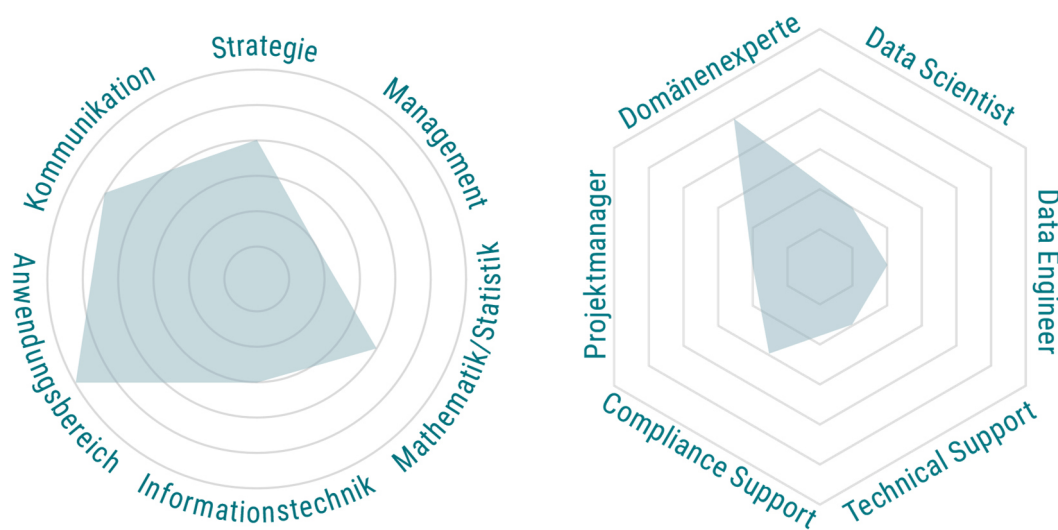 Strategie
Management
Mathematik/Statistik
Informationstechnik
Anwendungsbereich
Kommunikation
Domänenexperte
Data Scientist
Data Engineer
Technical Support
Compliance Support
Projektmanager